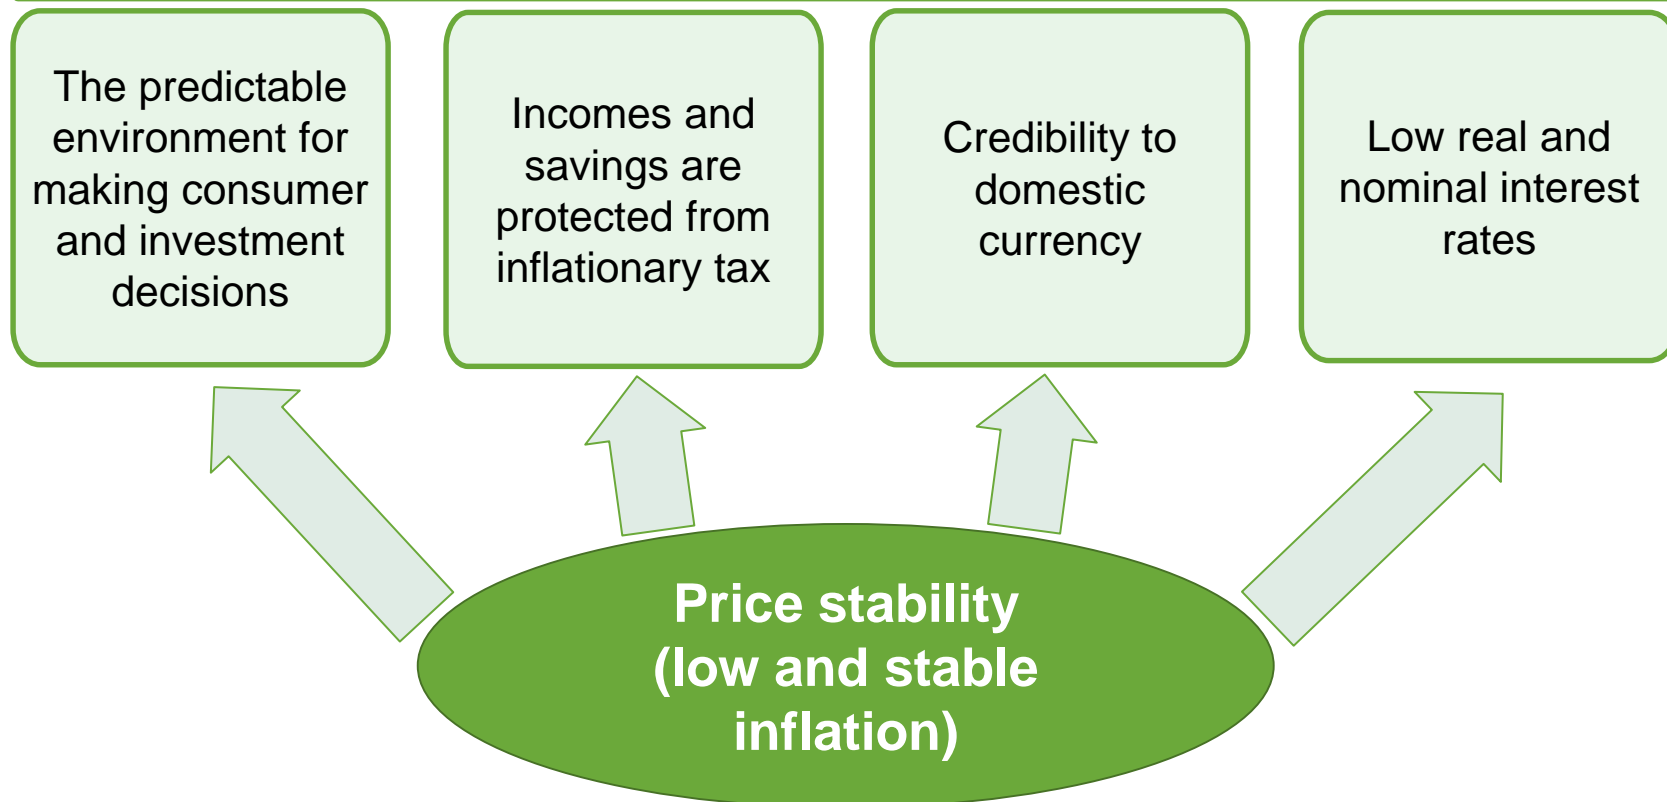 The predictable
environment for
making consumer
and investment
decisions
Incomes and
savings are
protected from
inflationary tax
Credibility to
domestic
currency
Low real and
nominal interest
rates
Price stability
(low and stable
inflation)